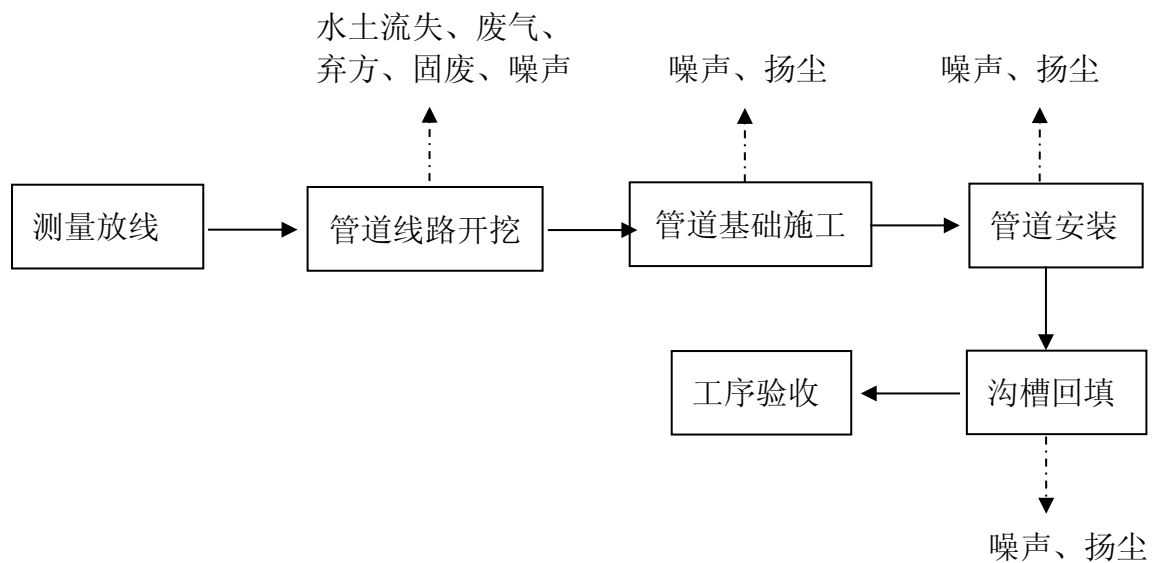 水土流失、废气、
弃方、固废、噪声
噪声、扬尘
噪声、扬尘
测量放线
管道线路开挖
管道基础施工
管道安装
工序验收
沟槽回填
噪声、扬尘